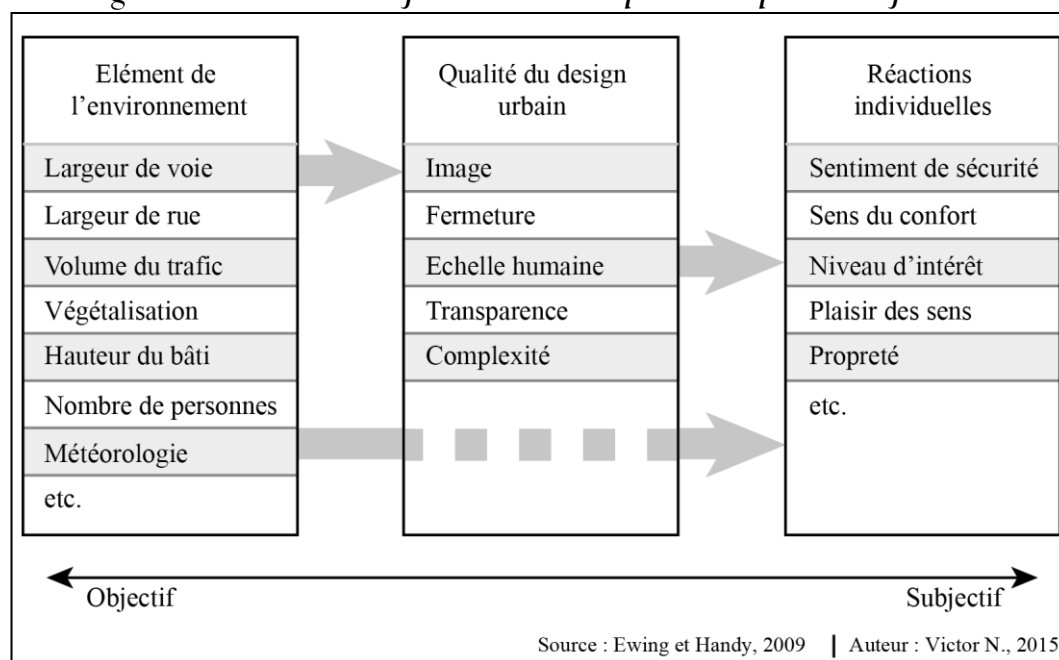 Elément de
l’environnement
Largeur de voie
Largeur de rue
Volume du trafic
Végétalisation
Hauteur du bâti
Nombre de personnes
Météorologie
etc.
Qualité du design
urbain
Image
Fermeture
Echelle humaine
Transparence
Complexité
Réactions
individuelles
Sentiment de sécurité
Sens du confort
Niveau d’intérêt
Plaisir des sens
Propreté
etc.
Objectif
Subjectif
Source : Ewing et Handy, 2009 | Auteur : Victor N., 2015